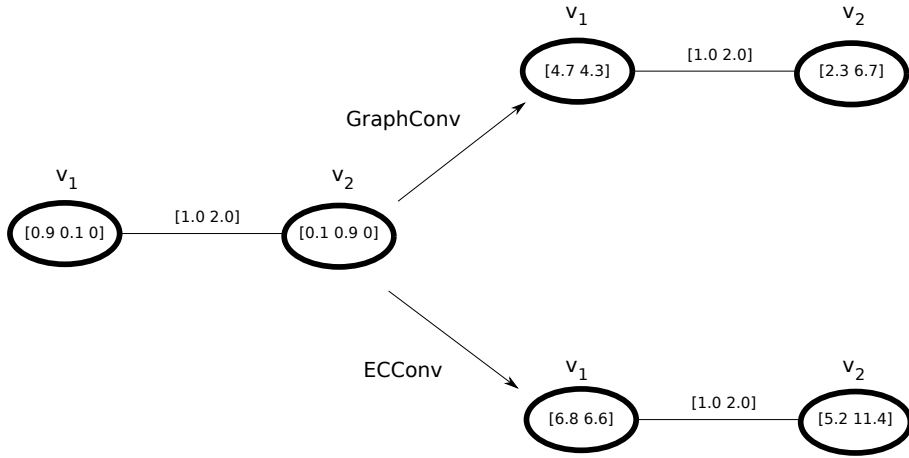 v1
v2
[1.0 2.0]
[4.7 4.3]
[2.3 6.7]
GraphConv
v1
v2
[1.0 2.0]
[0.9 0.1 0]
[0.1 0.9 0]
ECConv
v1
v2
[1.0 2.0]
[6.8 6.6]
[5.2 11.4]